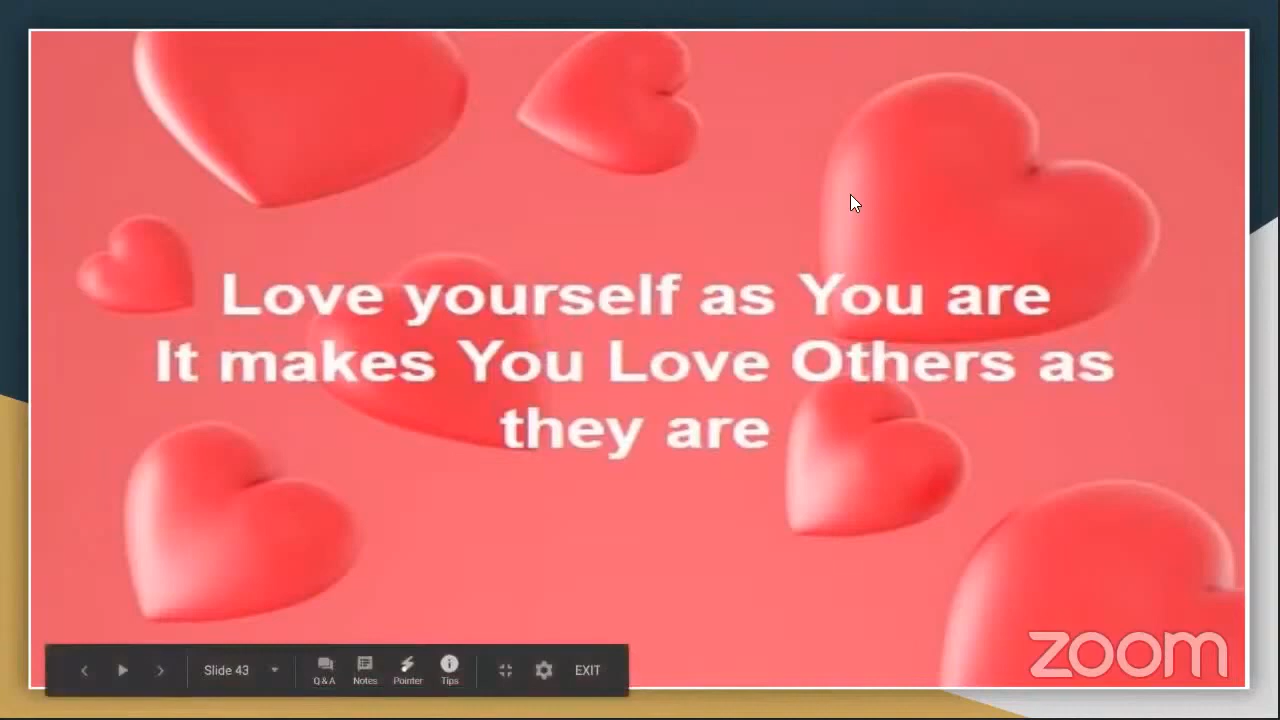 Love yourself as You are
It makes You Love Others as
they are
Slide 43
Q & A
Notes
Pointer
Tips
EXIT
zoom